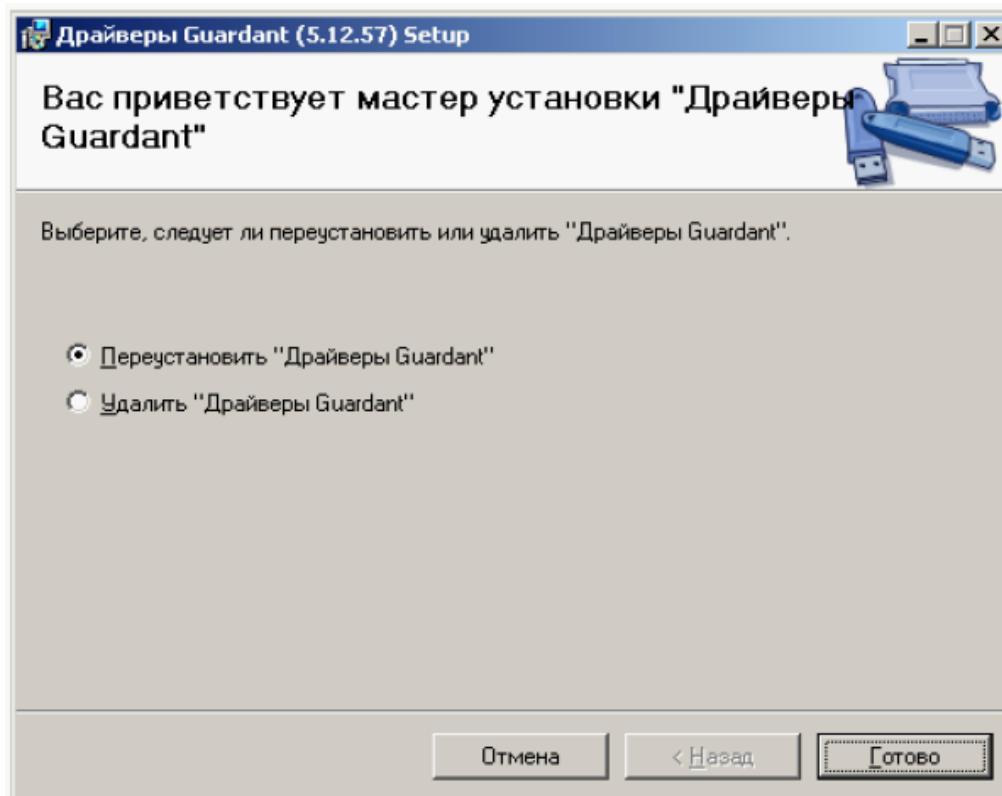 Драйверы Guardant (5.12.57) Setup
Вас приветствует мастер установки "Драйверы
Guardant"
Выберите, следует ли переустановить или удалить "Драйверы Guardant".
Переустановить "Драйверы Guardant"
Удалить "Драйверы Guardant"
Отмена
< Назад
Готово